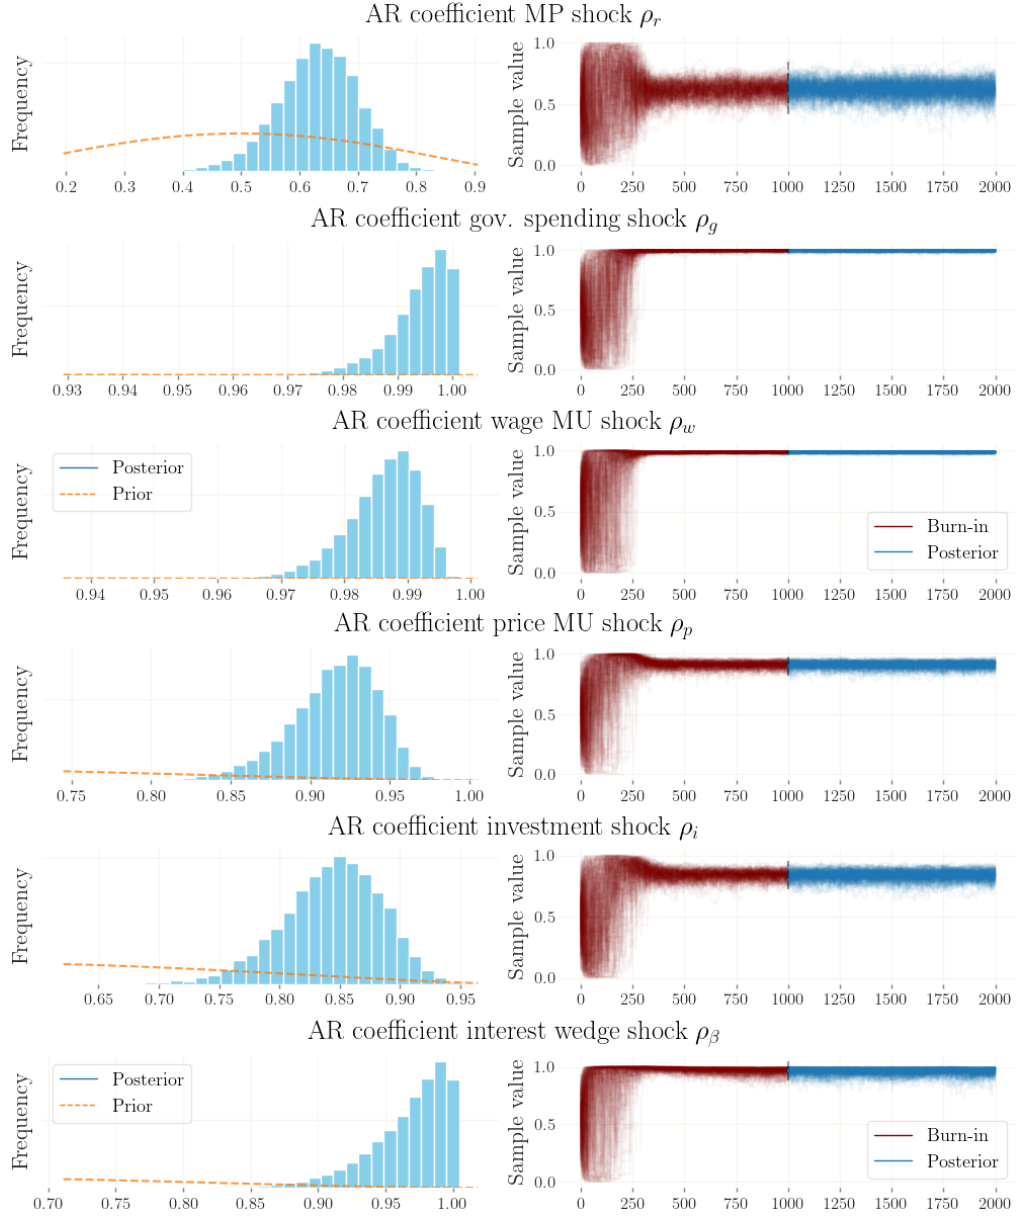 AR coefficient MP shock ρ_r
Frequency
0.2 0.3 0.4 0.5 0.6 0.7 0.8 0.9
Sample value
1.0
0.5
0.0
0 250 500 750 1000 1250 1500 1750 2000
AR coefficient gov. spending shock ρ_g
Frequency
0.93 0.94 0.95 0.96 0.97 0.98 0.99 1.00
Sample value
1.0
0.5
0.0
0 250 500 750 1000 1250 1500 1750 2000
AR coefficient wage MU shock ρ_w
Frequency
Posterior
Prior
0.94 0.95 0.96 0.97 0.98 0.99 1.00
Sample value
1.0
0.5
0.0
Burn-in
Posterior
0 250 500 750 1000 1250 1500 1750 2000
AR coefficient price MU shock ρ_p
Frequency
0.75 0.80 0.85 0.90 0.95 1.00
Sample value
1.0
0.5
0.0
0 250 500 750 1000 1250 1500 1750 2000
AR coefficient investment shock ρ_i
Frequency
0.65 0.70 0.75 0.80 0.85 0.90 0.95
Sample value
1.0
0.5
0.0
0 250 500 750 1000 1250 1500 1750 2000
AR coefficient interest wedge shock ρ_β
Frequency
Posterior
Prior
0.70 0.75 0.80 0.85 0.90 0.95 1.00
Sample value
1.0
0.5
0.0
Burn-in
Posterior
0 250 500 750 1000 1250 1500 1750 2000